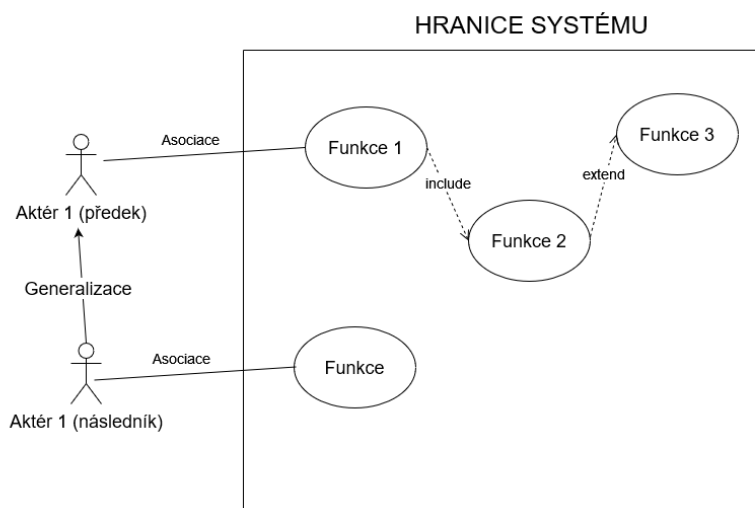 HRANICE SYSTÉMU
Asociace
Funkce 1
Funkce 3
include
extend
Aktér 1 (předek)
Funkce 2
Generalizace
Asociace
Funkce
Aktér 1 (následník)